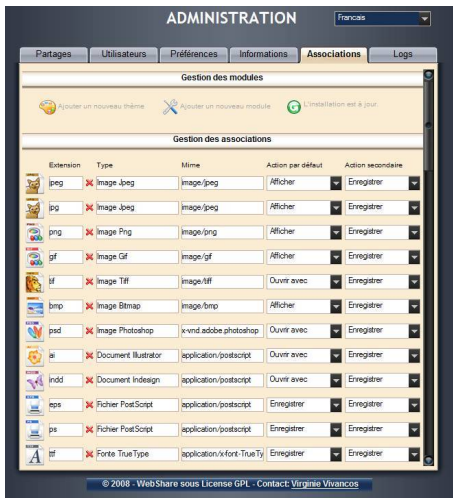 ADMINISTRATION
Francais
Partages Utilisateurs Préférences Informations Associations Logs
Gestion des modules
Ajouter un nouveau thème Ajouter un nouveau module L'installation est à jour.
Gestion des associations
Extension Type Mime Action par défaut Action secondaire
jpeg Image Jpeg image/jpeg Afficher Enregistrer
jpg Image Jpeg image/jpeg Afficher Enregistrer
png Image Png image/png Afficher Enregistrer
gif Image Gif image/gif Afficher Enregistrer
tif Image Tiff image/tiff Ouvrir avec Enregistrer
bmp Image Bitmap image/bmp Afficher Enregistrer
psd Image Photoshop x-vnd.adobe.photoshop Ouvrir avec Enregistrer
ai Document Illustrator application/postscript Ouvrir avec Enregistrer
indd Document Indesign application/postscript Ouvrir avec Enregistrer
eps Fichier PostScript application/postscript Enregistrer Enregistrer
ps Fichier PostScript application/postscript Enregistrer Enregistrer
ttf Fonte TrueType application/x-font-TrueTy Enregistrer Enregistrer
© 2008 - WebShare sous License GPL - Contact: Virginie Vivancos